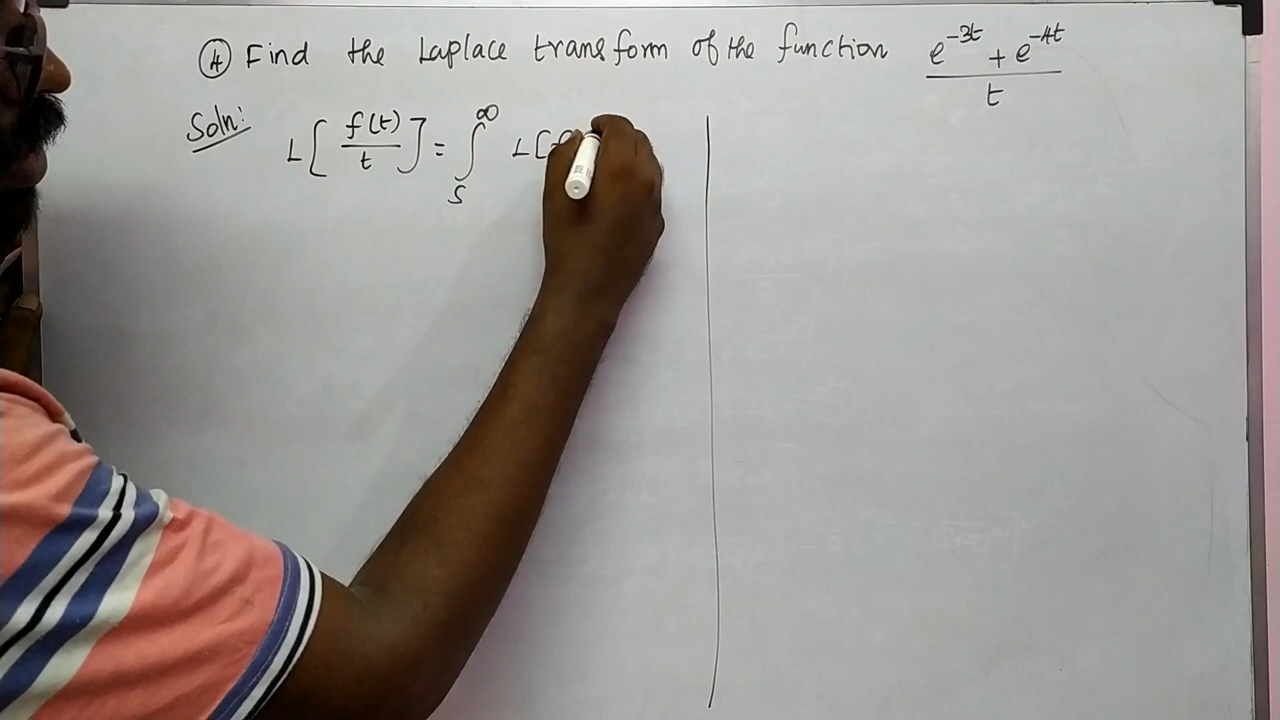 ④ Find the Laplace transform of the function e^{-3t} + e^{-4t} / t
Soln:
L[ f(t) / t ] = ∫_s^∞ L[f